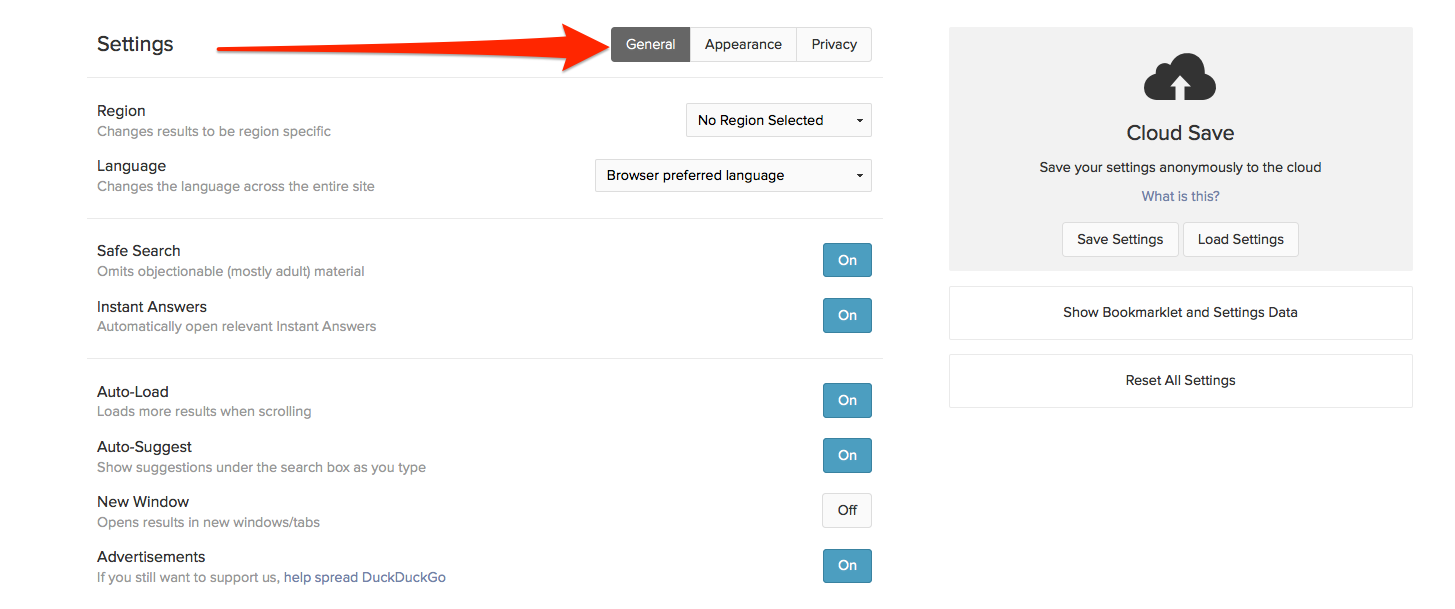 Settings
General
Appearance
Privacy
Region
Changes results to be region specific
No Region Selected
Language
Changes the language across the entire site
Browser preferred language
Safe Search
Omits objectionable (mostly adult) material
On
Instant Answers
Automatically open relevant Instant Answers
On
Auto-Load
Loads more results when scrolling
On
Auto-Suggest
Show suggestions under the search box as you type
On
New Window
Opens results in new windows/tabs
Off
Advertisements
If you still want to support us, help spread DuckDuckGo
On
Cloud Save
Save your settings anonymously to the cloud
What is this?
Save Settings
Load Settings
Show Bookmarklet and Settings Data
Reset All Settings